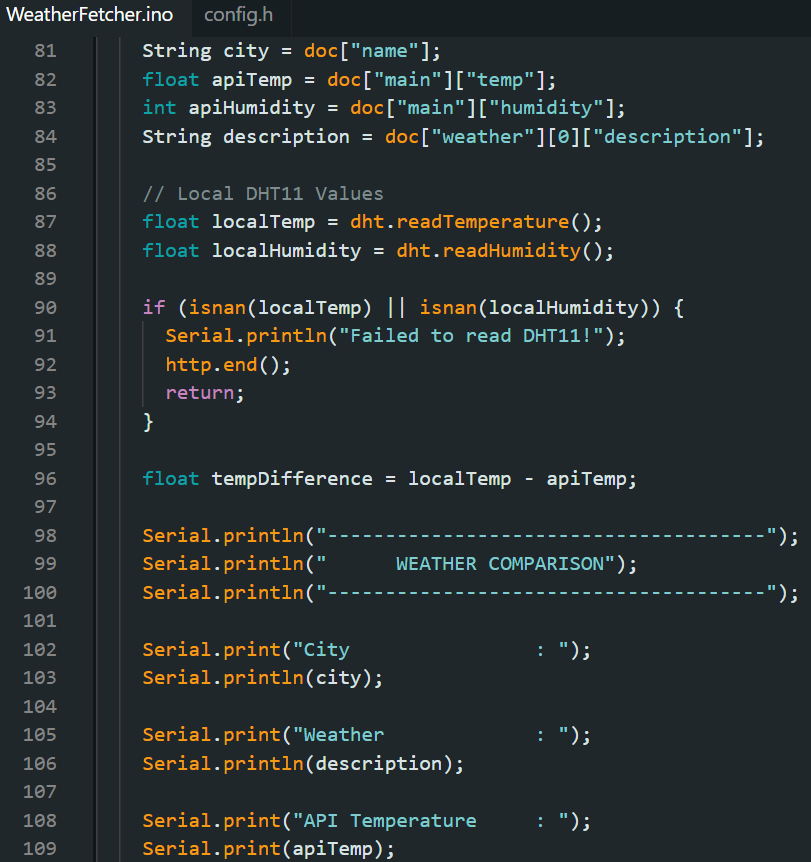 WeatherFetcher.ino config.h
81 String city = doc["name"];
82 float apiTemp = doc["main"]["temp"];
83 int apiHumidity = doc["main"]["humidity"];
84 String description = doc["weather"][0]["description"];
85
86 // Local DHT11 Values
87 float localTemp = dht.readTemperature();
88 float localHumidity = dht.readHumidity();
89
90 if (isnan(localTemp) || isnan(localHumidity)) {
91   Serial.println("Failed to read DHT11!");
92   http.end();
93   return;
94 }
95
96 float tempDifference = localTemp - apiTemp;
97
98 Serial.println("--------------------------------------");
99 Serial.println("      WEATHER COMPARISON");
100 Serial.println("--------------------------------------");
101
102 Serial.print("City                : ");
103 Serial.println(city);
104
105 Serial.print("Weather             : ");
106 Serial.println(description);
107
108 Serial.print("API Temperature     : ");
109 Serial.print(apiTemp);